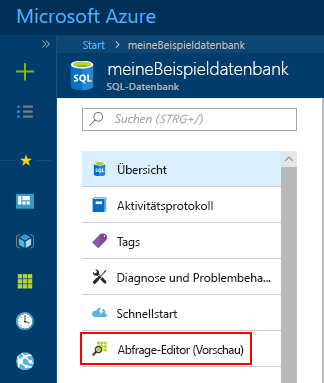 Microsoft Azure
Start > meineBeispieldatenbank
SQL
meineBeispieldatenbank
SQL-Datenbank
Suchen (STRG+/)
SQL
Übersicht
Aktivitätsprotokoll
Tags
Diagnose und Problembeha...
Schnellstart
Abfrage-Editor (Vorschau)